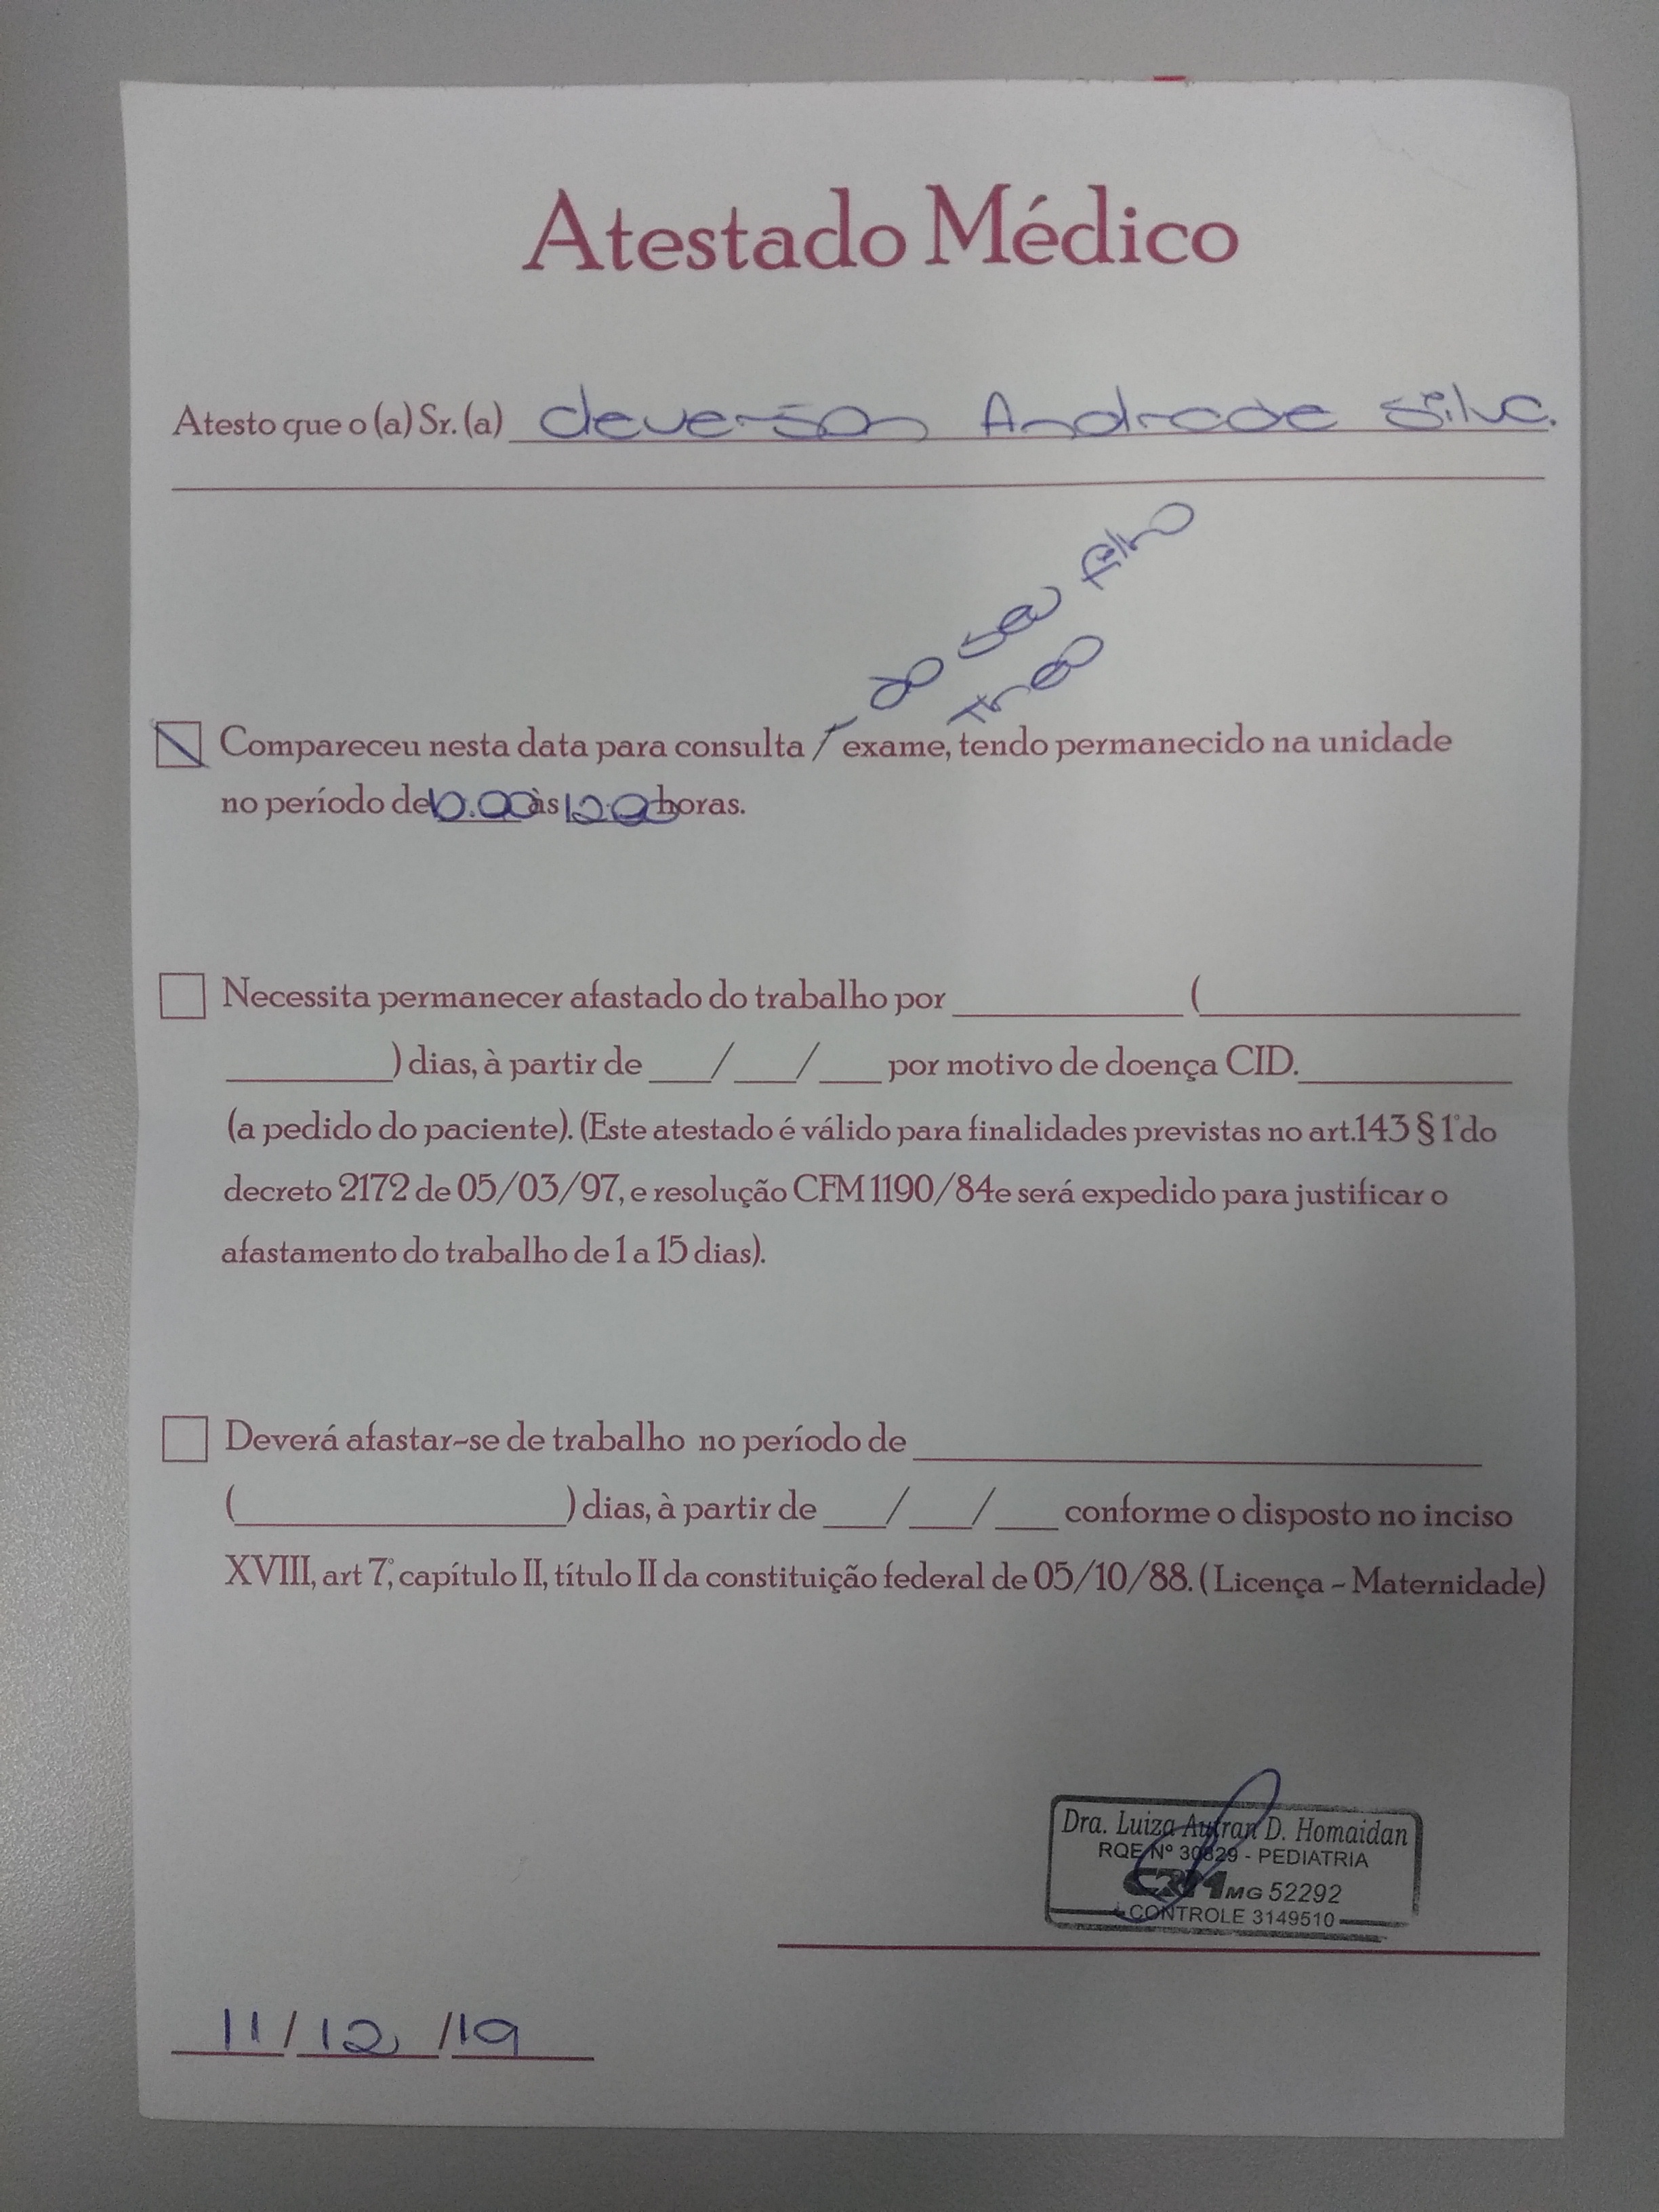 Atestado Médico
Atesto que o (a) Sr. (a) cleverson Andrade Silva.
do seu filho
Theo
Compareceu nesta data para consulta / exame, tendo permanecido na unidade
no período de 10:00 às 12:00 horas.
Necessita permanecer afastado do trabalho por ________ (________
________) dias, à partir de ___/___/___ por motivo de doença CID.________
(a pedido do paciente). (Este atestado é válido para finalidades previstas no art.143 § 1º do
decreto 2172 de 05/03/97, e resolução CFM 1190/84e será expedido para justificar o
afastamento do trabalho de 1 a 15 dias).
Deverá afastar-se de trabalho no período de ________
(________) dias, à partir de ___/___/___ conforme o disposto no inciso
XVIII, art 7º, capítulo II, título II da constituição federal de 05/10/88. ( Licença - Maternidade)
Dra. Luiza Autran D. Homaidan
RQE Nº 30829 - PEDIATRIA
CRM MG 52292
CONTROLE 3149510
11/12/19